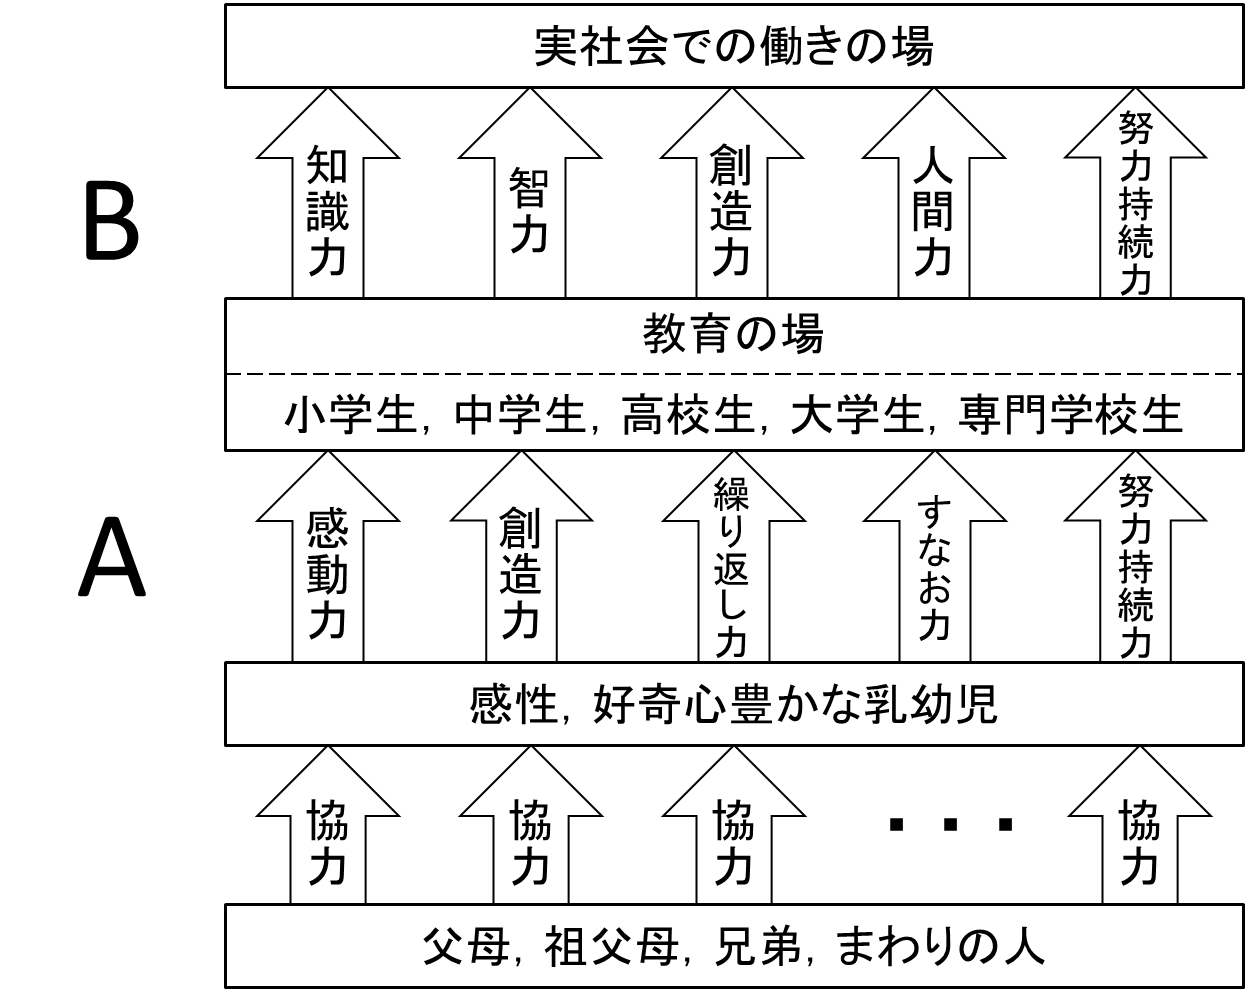 実社会での働きの場
B
知識力
智力
創造力
人間力
努力持続力
教育の場
小学生，中学生，高校生，大学生，専門学校生
A
感動力
創造力
繰り返し力
すなお力
努力持続力
感性，好奇心豊かな乳幼児
協力
協力
協力
・・・
協力
父母，祖父母，兄弟，まわりの人